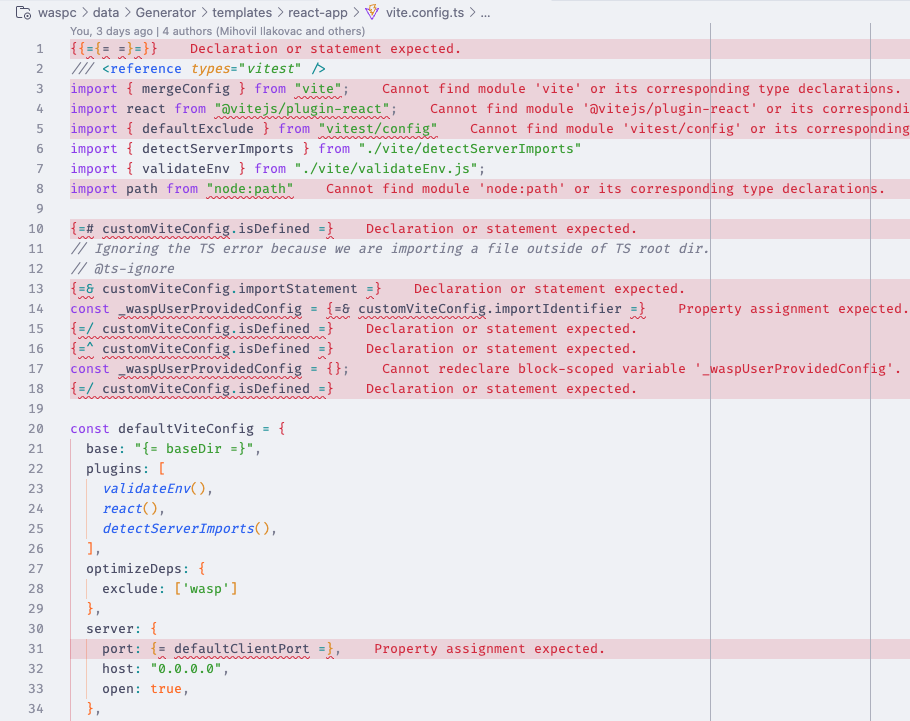 waspc > data > Generator > templates > react-app > vite.config.ts > ...
You, 3 days ago | 4 authors (Mihovil Ilakovac and others)
1 {{={= =}=}} Declaration or statement expected.
2 /// <reference types="vitest" />
3 import { mergeConfig } from "vite"; Cannot find module 'vite' or its corresponding type declarations.
4 import react from "@vitejs/plugin-react"; Cannot find module '@vitejs/plugin-react' or its correspondi
5 import { defaultExclude } from "vitest/config" Cannot find module 'vitest/config' or its corresponding
6 import { detectServerImports } from "./vite/detectServerImports"
7 import { validateEnv } from "./vite/validateEnv.js";
8 import path from "node:path" Cannot find module 'node:path' or its corresponding type declarations.
9
10 {=# customViteConfig.isDefined =} Declaration or statement expected.
11 // Ignoring the TS error because we are importing a file outside of TS root dir.
12 // @ts-ignore
13 {=& customViteConfig.importStatement =} Declaration or statement expected.
14 const _waspUserProvidedConfig = {=& customViteConfig.importIdentifier =} Property assignment expected.
15 {=/ customViteConfig.isDefined =} Declaration or statement expected.
16 {=^ customViteConfig.isDefined =} Declaration or statement expected.
17 const _waspUserProvidedConfig = {}; Cannot redeclare block-scoped variable '_waspUserProvidedConfig'.
18 {=/ customViteConfig.isDefined =} Declaration or statement expected.
19
20 const defaultViteConfig = {
21 base: "{= baseDir =}",
22 plugins: [
23 validateEnv(),
24 react(),
25 detectServerImports(),
26 ],
27 optimizeDeps: {
28 exclude: ['wasp']
29 },
30 server: {
31 port: {= defaultClientPort =}, Property assignment expected.
32 host: "0.0.0.0",
33 open: true,
34 },